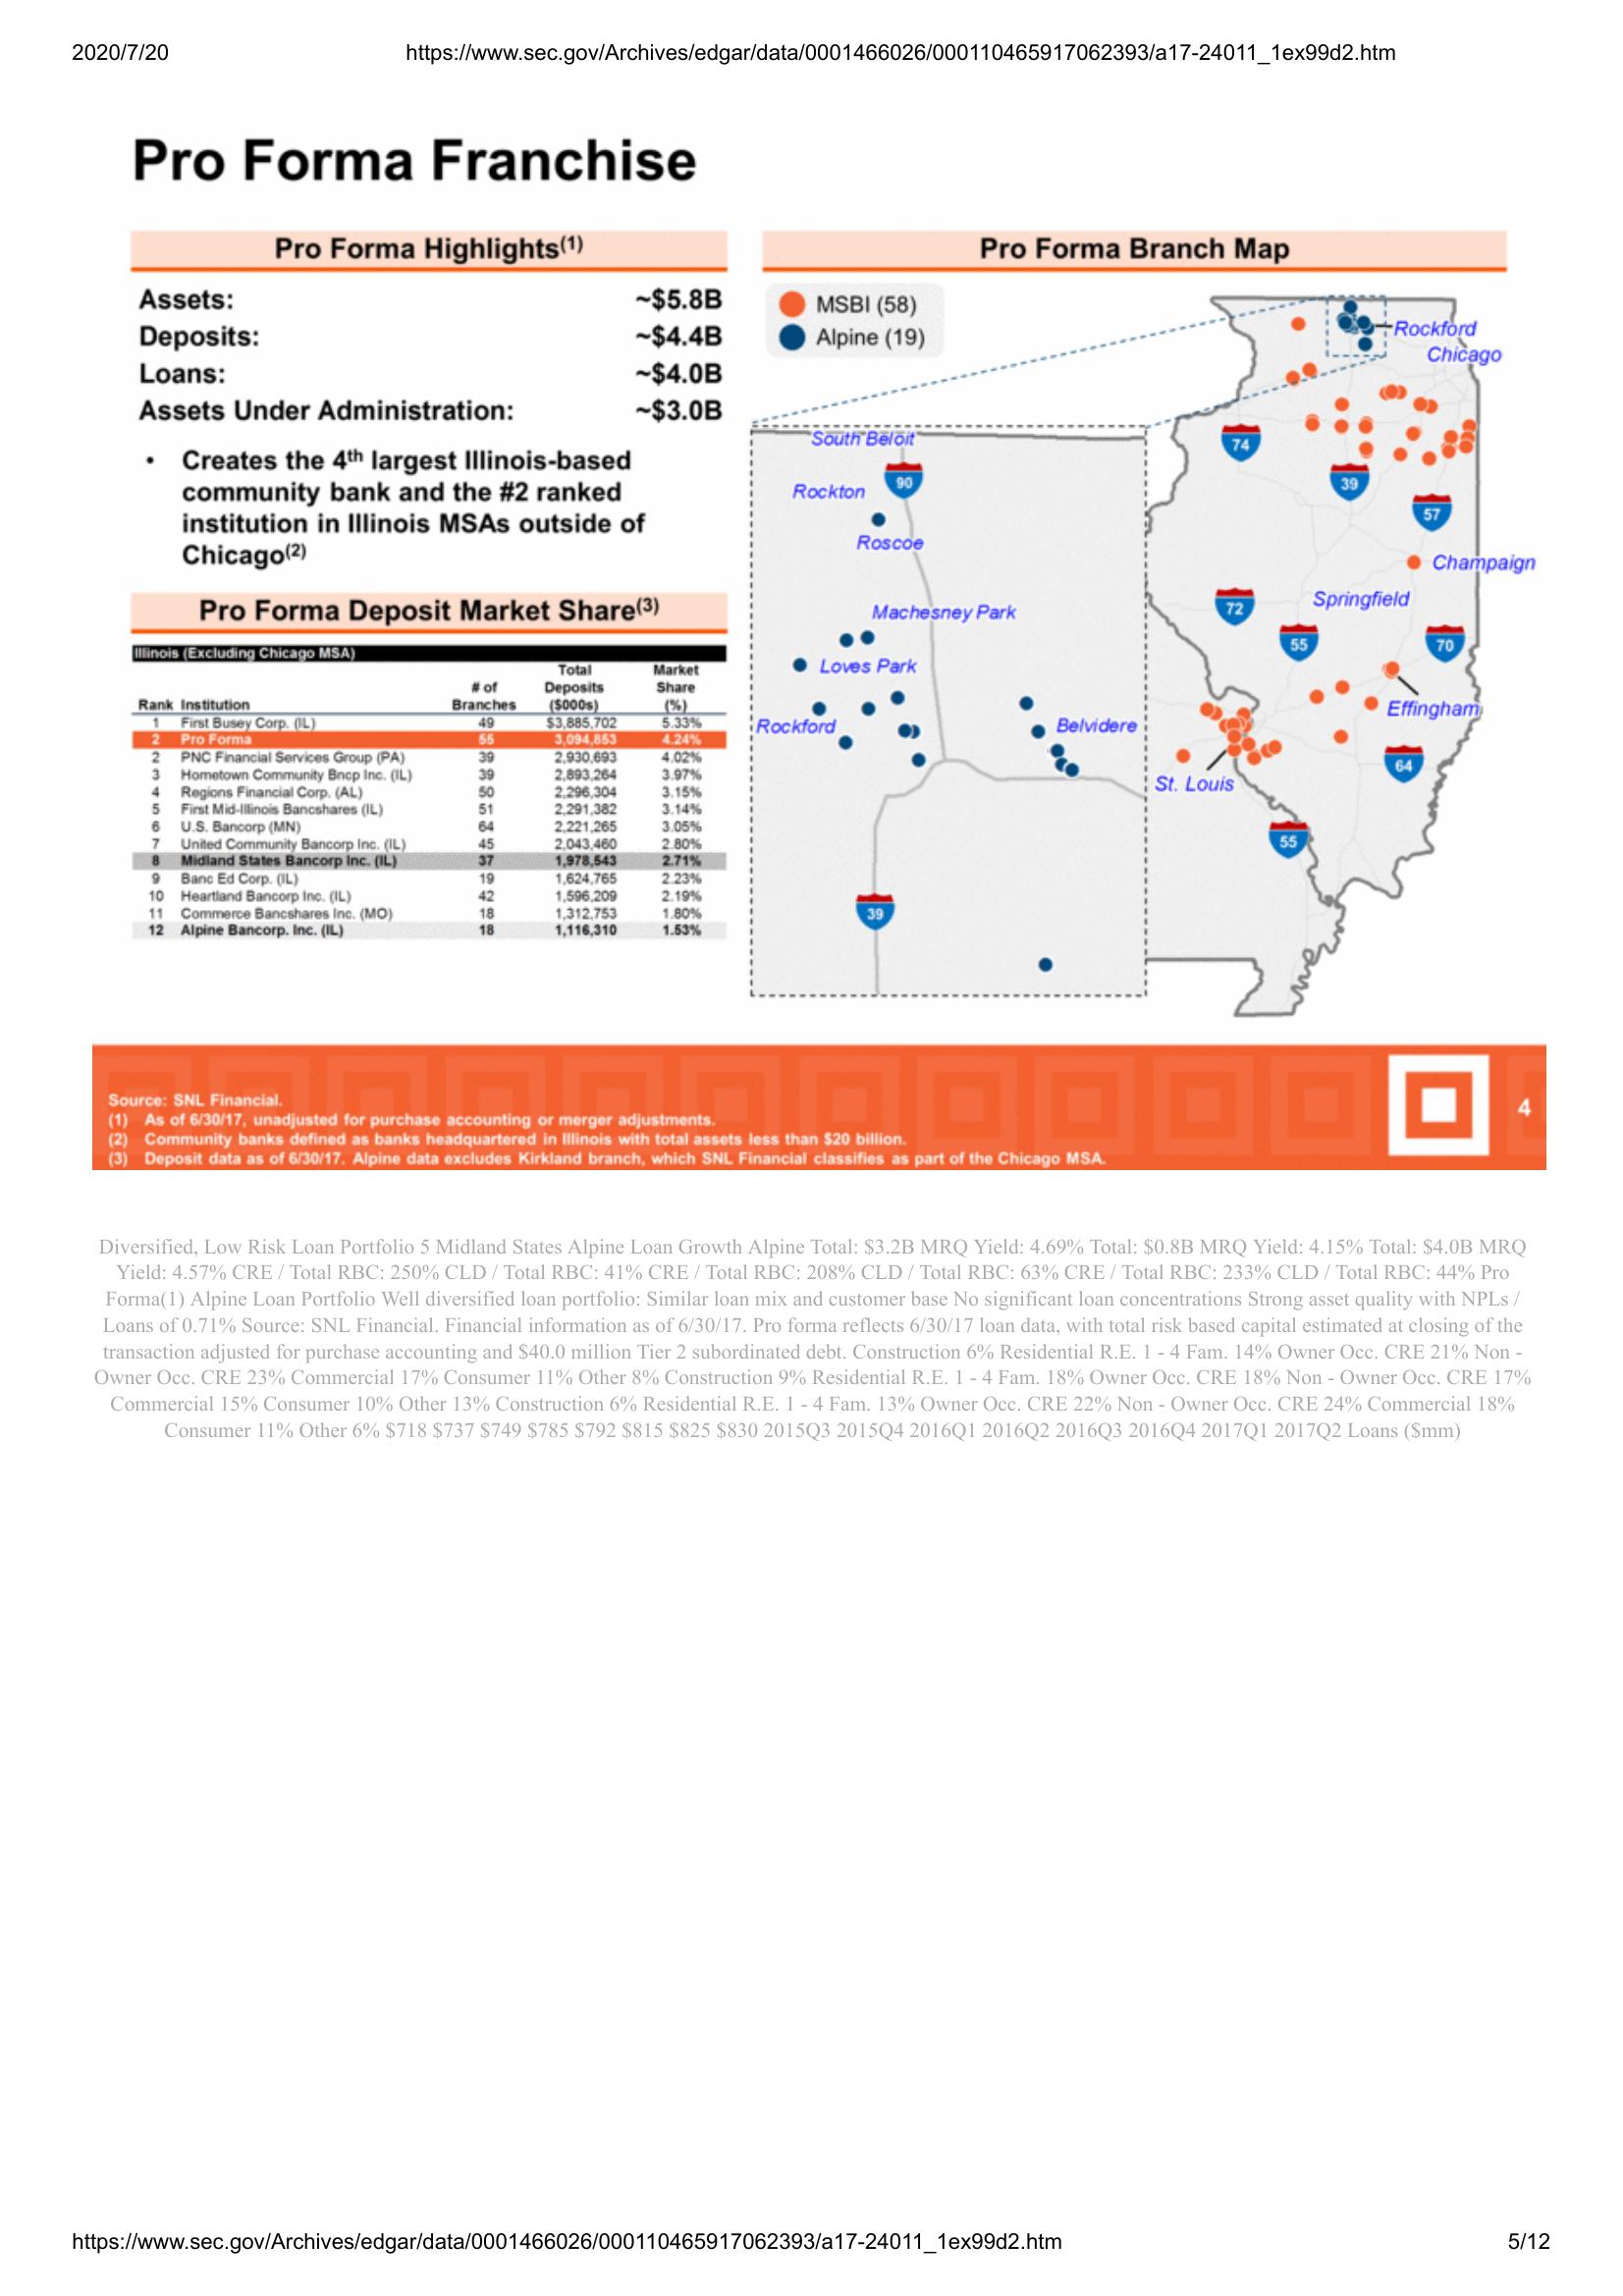 2020/7/20 https://www.sec.gov/Archives/edgar/data/0001466026/000110465917062393/a17-24011_1ex99d2.htm
Pro Forma Franchise
Pro Forma Highlights(1)
Assets: ~$5.8B
Deposits: ~$4.4B
Loans: ~$4.0B
Assets Under Administration: ~$3.0B
• Creates the 4th largest Illinois-based
community bank and the #2 ranked
institution in Illinois MSAs outside of
Chicago(2)
Pro Forma Deposit Market Share(3)
Illinois (Excluding Chicago MSA)
Total Market
# of Deposits Share
Rank Institution Branches ($000s) (%)
1 First Busey Corp. (IL) 49 $3,885,702 5.33%
2 Pro Forma 55 3,094,853 4.24%
2 PNC Financial Services Group (PA) 39 2,930,693 4.02%
3 Hometown Community Bncp Inc. (IL) 39 2,893,264 3.97%
4 Regions Financial Corp. (AL) 50 2,296,304 3.15%
5 First Mid-Illinois Bancshares (IL) 51 2,291,382 3.14%
6 U.S. Bancorp (MN) 64 2,221,265 3.05%
7 United Community Bancorp Inc. (IL) 45 2,043,460 2.80%
8 Midland States Bancorp Inc. (IL) 37 1,978,543 2.71%
9 Banc Ed Corp. (IL) 19 1,624,765 2.23%
10 Heartland Bancorp Inc. (IL) 42 1,596,209 2.19%
11 Commerce Bancshares Inc. (MO) 18 1,312,753 1.80%
12 Alpine Bancorp. Inc. (IL) 18 1,116,310 1.53%
Pro Forma Branch Map
MSBI (58)
Alpine (19)
Rockford
Chicago
South Beloit
74
90
39
Rockton
57
Roscoe
Champaign
Springfield
72
Machesney Park
55
70
Loves Park
Effingham
Rockford
Belvidere
64
St. Louis
55
39
Source: SNL Financial.
(1) As of 6/30/17, unadjusted for purchase accounting or merger adjustments.
(2) Community banks defined as banks headquartered in Illinois with total assets less than $20 billion.
(3) Deposit data as of 6/30/17. Alpine data excludes Kirkland branch, which SNL Financial classifies as part of the Chicago MSA.
4
Diversified, Low Risk Loan Portfolio 5 Midland States Alpine Loan Growth Alpine Total: $3.2B MRQ Yield: 4.69% Total: $0.8B MRQ Yield: 4.15% Total: $4.0B MRQ
Yield: 4.57% CRE / Total RBC: 250% CLD / Total RBC: 41% CRE / Total RBC: 208% CLD / Total RBC: 63% CRE / Total RBC: 233% CLD / Total RBC: 44% Pro
Forma(1) Alpine Loan Portfolio Well diversified loan portfolio: Similar loan mix and customer base No significant loan concentrations Strong asset quality with NPLs /
Loans of 0.71% Source: SNL Financial. Financial information as of 6/30/17. Pro forma reflects 6/30/17 loan data, with total risk based capital estimated at closing of the
transaction adjusted for purchase accounting and $40.0 million Tier 2 subordinated debt. Construction 6% Residential R.E. 1 - 4 Fam. 14% Owner Occ. CRE 21% Non -
Owner Occ. CRE 23% Commercial 17% Consumer 11% Other 8% Construction 9% Residential R.E. 1 - 4 Fam. 18% Owner Occ. CRE 18% Non - Owner Occ. CRE 17%
Commercial 15% Consumer 10% Other 13% Construction 6% Residential R.E. 1 - 4 Fam. 13% Owner Occ. CRE 22% Non - Owner Occ. CRE 24% Commercial 18%
Consumer 11% Other 6% $718 $737 $749 $785 $792 $815 $825 $830 2015Q3 2015Q4 2016Q1 2016Q2 2016Q3 2016Q4 2017Q1 2017Q2 Loans ($mm)
https://www.sec.gov/Archives/edgar/data/0001466026/000110465917062393/a17-24011_1ex99d2.htm 5/12